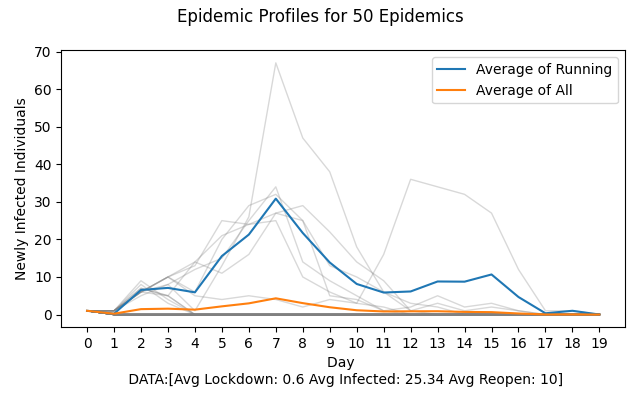 Epidemic Profiles for 50 Epidemics
70
60
50
40
30
20
10
0
Newly Infected Individuals
Average of Running
Average of All
0 1 2 3 4 5 6 7 8 9 10 11 12 13 14 15 16 17 18 19
Day
DATA:[Avg Lockdown: 0.6 Avg Infected: 25.34 Avg Reopen: 10]